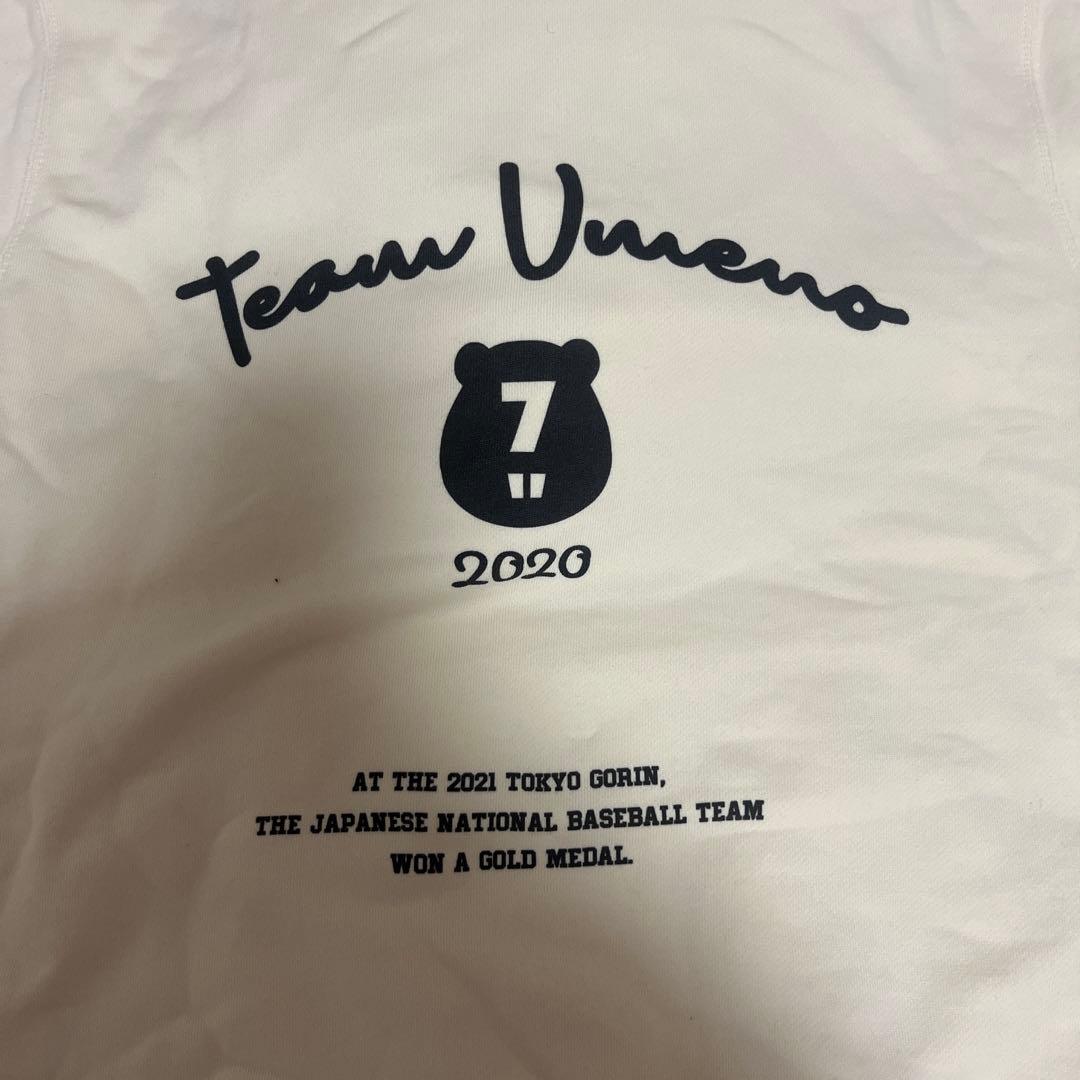 Team Umeno
7
2020
AT THE 2021 TOKYO GORIN,
THE JAPANESE NATIONAL BASEBALL TEAM
WON A GOLD MEDAL.